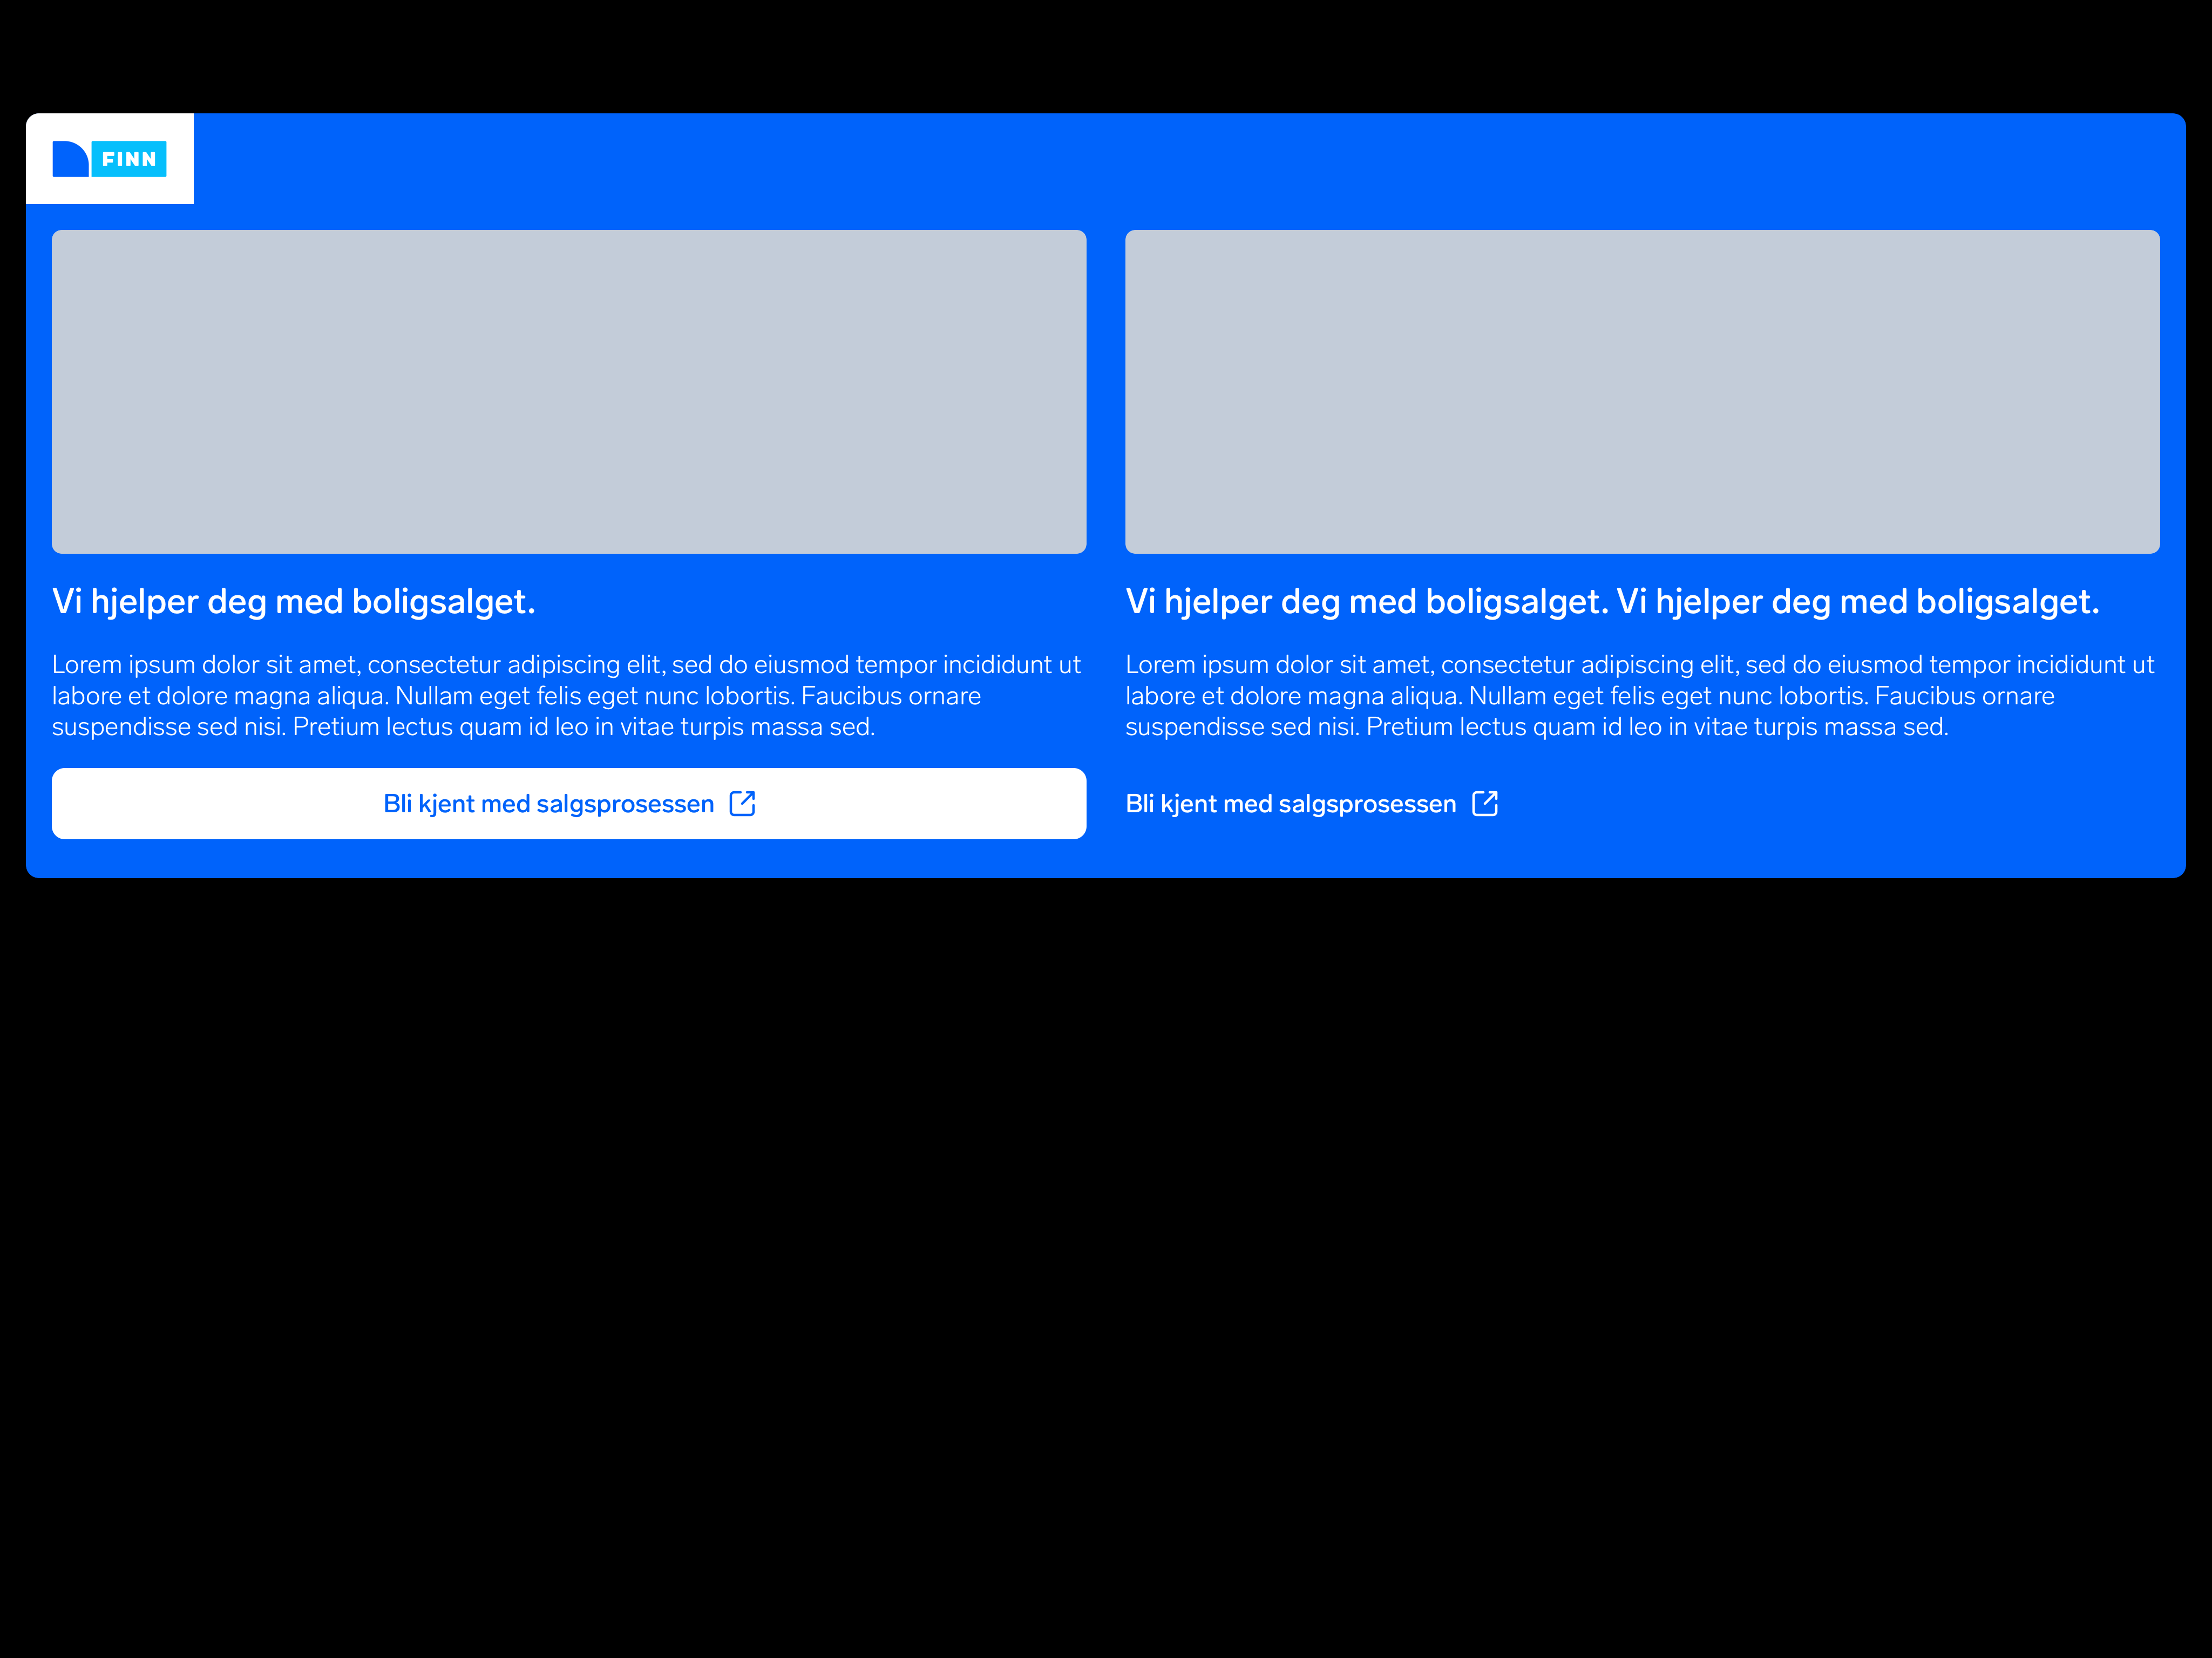 FINN
Vi hjelper deg med boligsalget.
Lorem ipsum dolor sit amet, consectetur adipiscing elit, sed do eiusmod tempor incididunt ut
labore et dolore magna aliqua. Nullam eget felis eget nunc lobortis. Faucibus ornare
suspendisse sed nisi. Pretium lectus quam id leo in vitae turpis massa sed.
Bli kjent med salgsprosessen
Vi hjelper deg med boligsalget. Vi hjelper deg med boligsalget.
Lorem ipsum dolor sit amet, consectetur adipiscing elit, sed do eiusmod tempor incididunt ut
labore et dolore magna aliqua. Nullam eget felis eget nunc lobortis. Faucibus ornare
suspendisse sed nisi. Pretium lectus quam id leo in vitae turpis massa sed.
Bli kjent med salgsprosessen